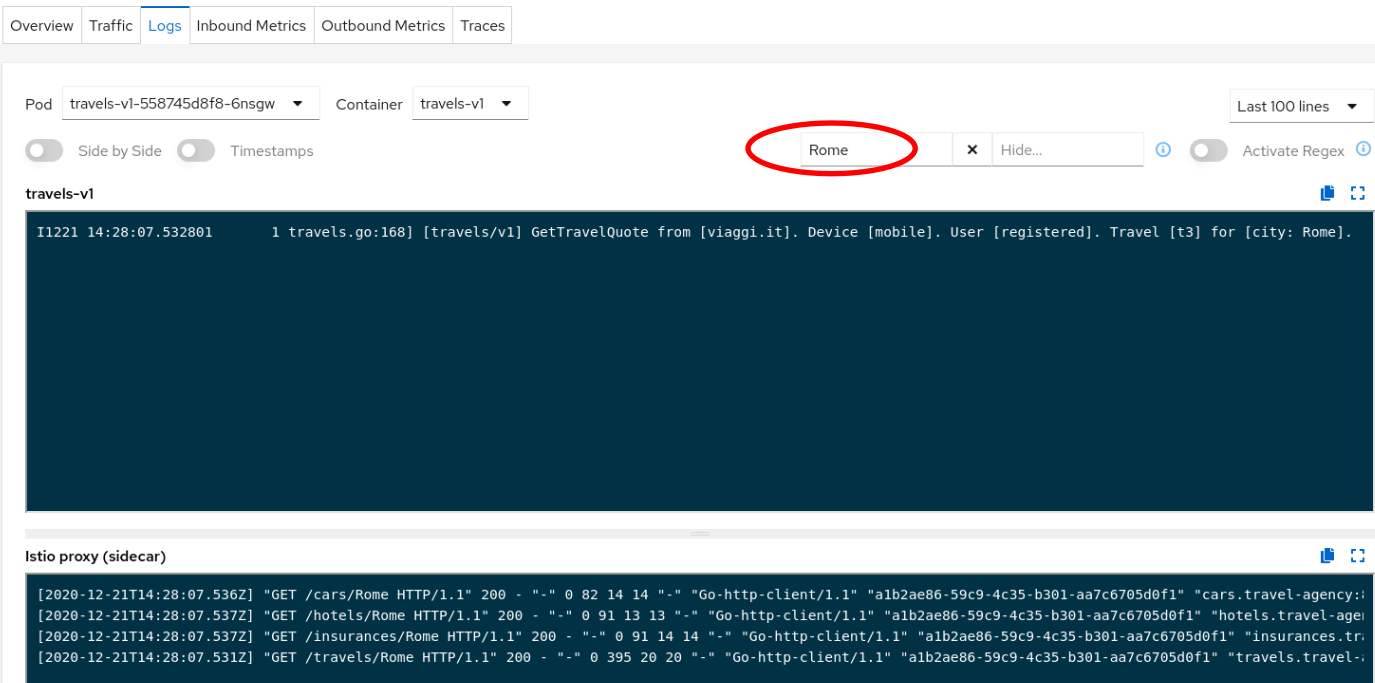 Overview Traffic Logs Inbound Metrics Outbound Metrics Traces
Pod travels-v1-558745d8f8-6nsgw Container travels-v1 Last 100 lines
Side by Side Timestamps Rome Hide... Activate Regex
travels-v1
I1221 14:28:07.532801 1 travels.go:168] [travels/v1] GetTravelQuote from [viaggi.it]. Device [mobile]. User [registered]. Travel [t3] for [city: Rome].
Istio proxy (sidecar)
[2020-12-21T14:28:07.536Z] "GET /cars/Rome HTTP/1.1" 200 - "-" 0 82 14 14 "-" "Go-http-client/1.1" "a1b2ae86-59c9-4c35-b301-aa7c6705d0f1" "cars.travel-agency:
[2020-12-21T14:28:07.537Z] "GET /hotels/Rome HTTP/1.1" 200 - "-" 0 91 13 13 "-" "Go-http-client/1.1" "a1b2ae86-59c9-4c35-b301-aa7c6705d0f1" "hotels.travel-age
[2020-12-21T14:28:07.537Z] "GET /insurances/Rome HTTP/1.1" 200 - "-" 0 91 14 14 "-" "Go-http-client/1.1" "a1b2ae86-59c9-4c35-b301-aa7c6705d0f1" "insurances.tr
[2020-12-21T14:28:07.531Z] "GET /travels/Rome HTTP/1.1" 200 - "-" 0 395 20 20 "-" "Go-http-client/1.1" "a1b2ae86-59c9-4c35-b301-aa7c6705d0f1" "travels.travel-